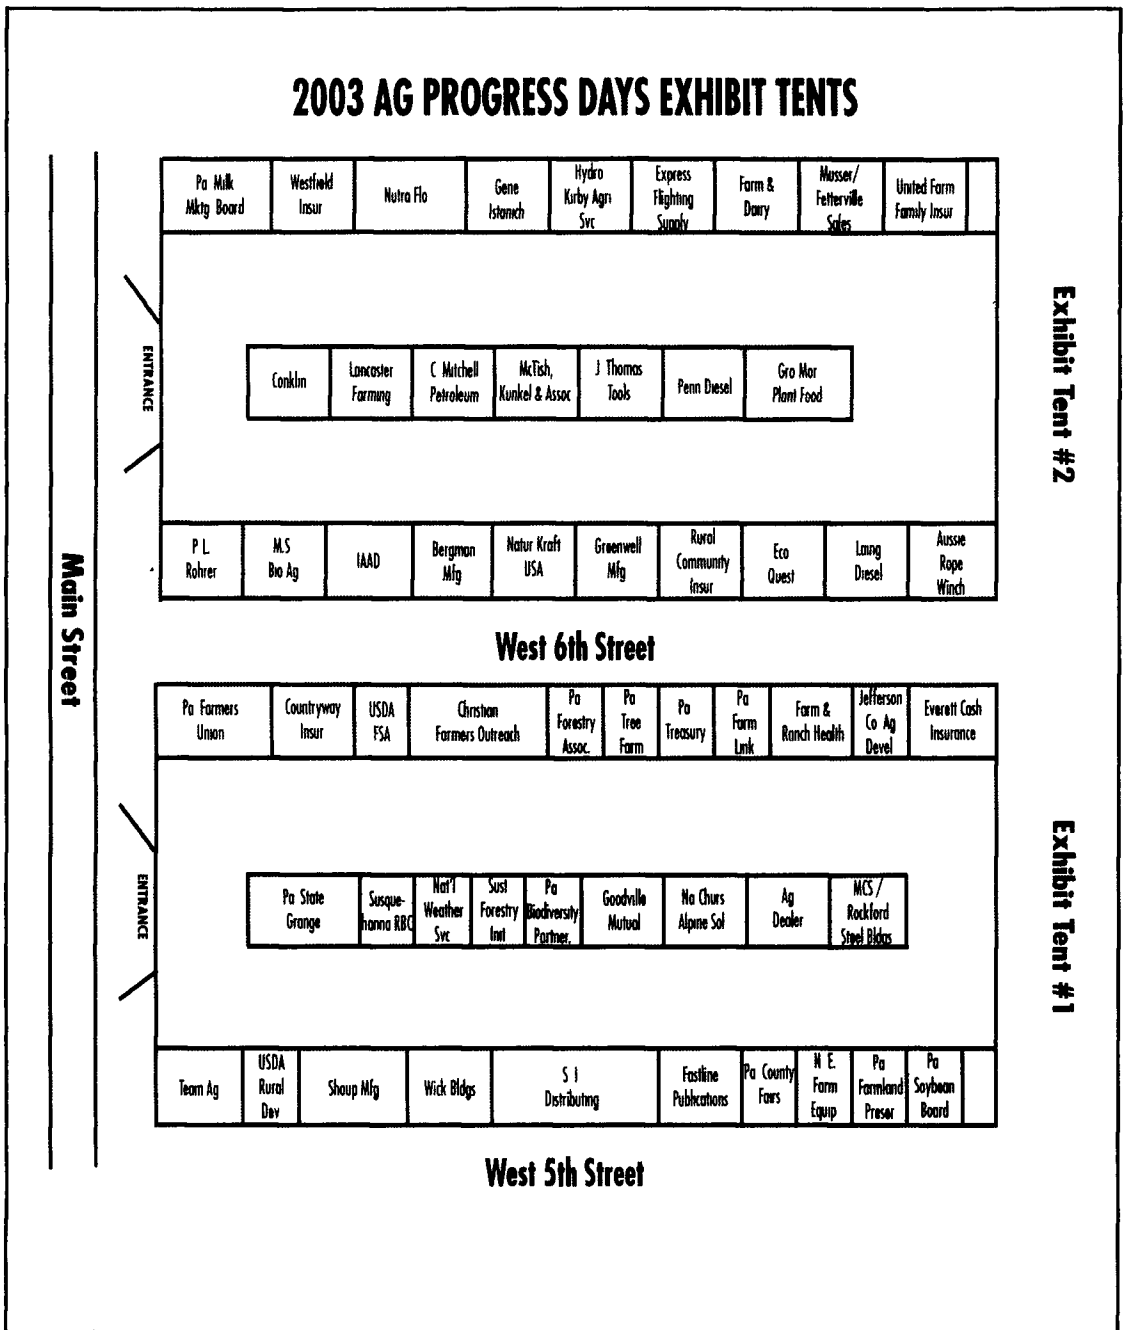 2003 AG PROGRESS DAYS EXHIBIT TENTS
Pa Milk
Mktg Board
Westfield
Insur
Nutra Flo
Gene
Istonich
Hydro
Kirby Agri
Svc
Express
Flighting
Supply
Farm &
Dairy
Musser/
Fetterville
Sales
United Farm
Family Insur
ENTRANCE
Conklin
Lancaster
Farming
C Mitchell
Petroleum
McTish,
Kunkel & Assoc
J Thomas
Tools
Penn Diesel
Gro Mor
Plant Food
Exhibit Tent #2
P L
Rohrer
M.S
Bio Ag
IAAD
Bergman
Mfg
Natur Kraft
USA
Greenwell
Mfg
Rural
Community
Insur
Eco
Quest
Laing
Diesel
Aussie
Rope
Winch
Main Street
West 6th Street
Pa Farmers
Union
Countryway
Insur
USDA
FSA
Christian
Farmers Outreach
Pa
Forestry
Assoc.
Pa
Tree
Farm
Pa
Treasury
Pa
Farm
Link
Farm &
Ranch Health
Jefferson
Co Ag
Devel
Everett Cash
Insurance
ENTRANCE
Pa State
Grange
Susque-
hanna RBC
Nat'l
Weather
Svc
Sust
Forestry
Init
Pa
Biodiversity
Partner.
Goodville
Mutual
Na Churs
Alpine Sol
Ag
Dealer
MCS /
Rockford
Steel Bldgs
Exhibit Tent #1
Team Ag
USDA
Rural
Dev
Shoup Mfg
Wick Bldgs
S I
Distributing
Fastline
Publications
Pa County
Fairs
N E.
Farm
Equip
Pa
Farmland
Preser
Pa
Soybean
Board
West 5th Street